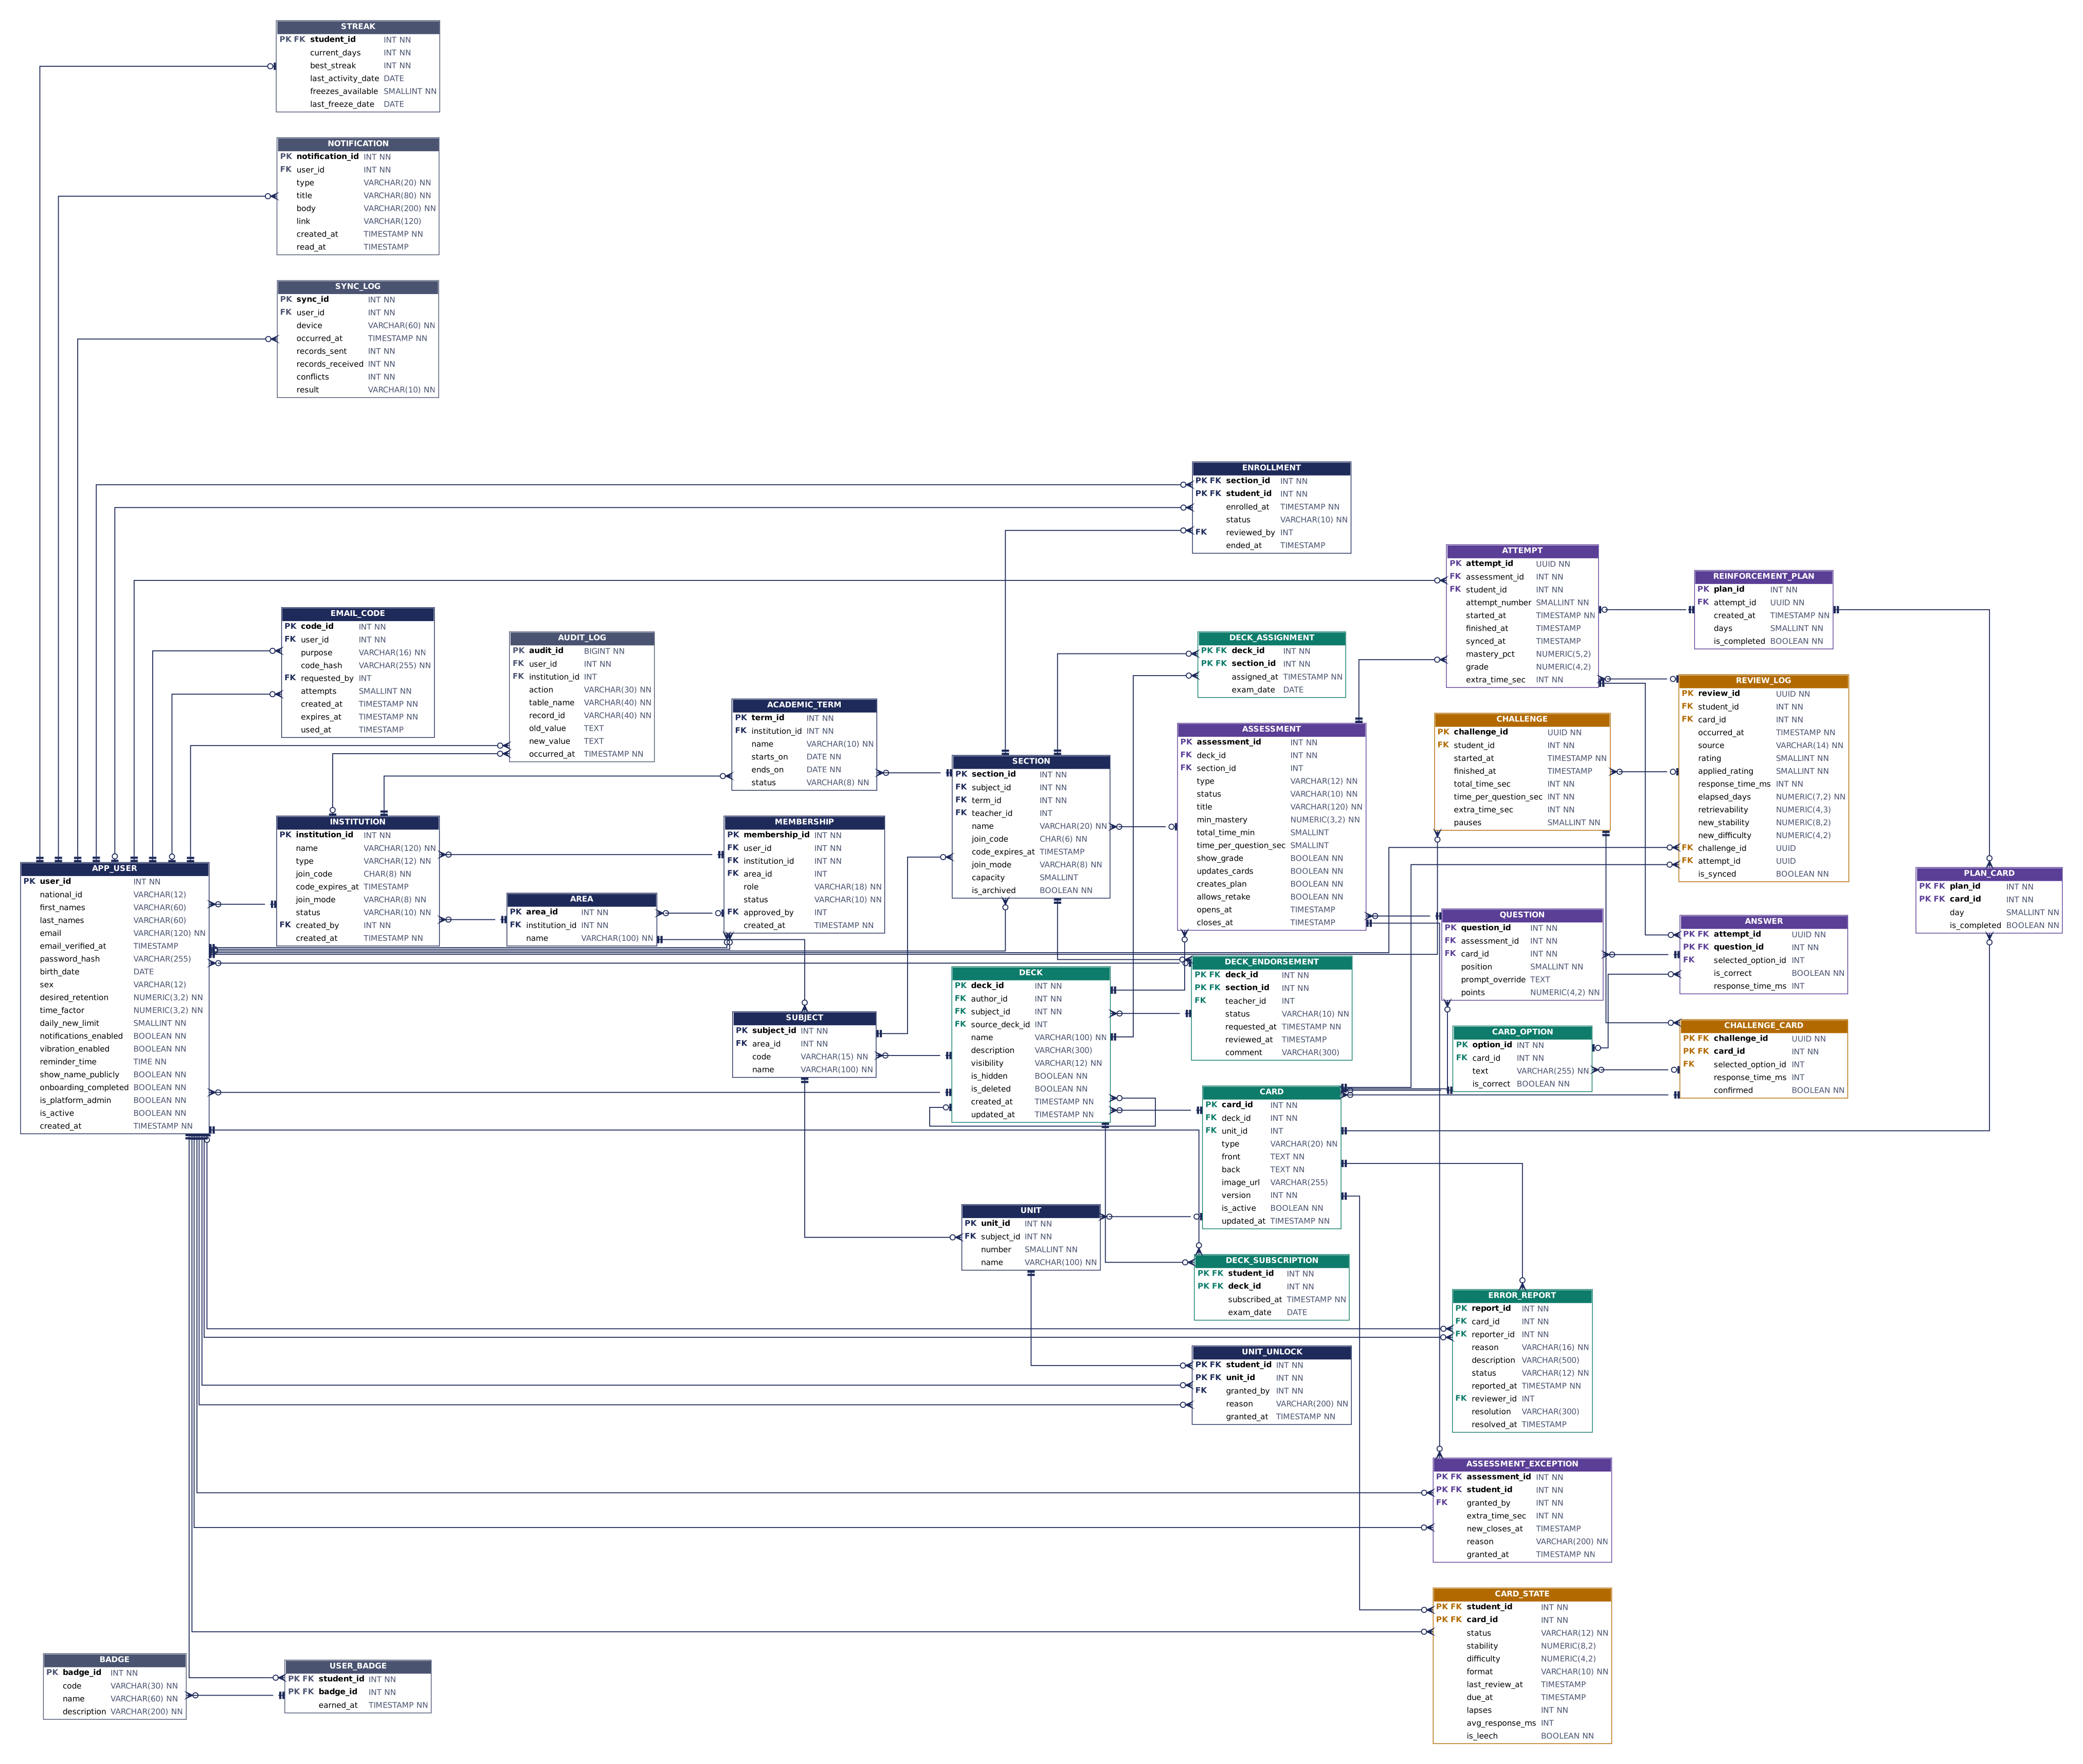 STREAK
PK FK student_id INT NN
current_days INT NN
best_streak INT NN
last_activity_date DATE
freezes_available SMALLINT NN
last_freeze_date DATE
NOTIFICATION
PK notification_id INT NN
FK user_id INT NN
type VARCHAR(20) NN
title VARCHAR(80) NN
body VARCHAR(200) NN
link VARCHAR(120)
created_at TIMESTAMP NN
read_at TIMESTAMP
SYNC_LOG
PK sync_id INT NN
FK user_id INT NN
device VARCHAR(60) NN
occurred_at TIMESTAMP NN
records_sent INT NN
records_received INT NN
conflicts INT NN
result VARCHAR(10) NN
ENROLLMENT
PK FK section_id INT NN
PK FK student_id INT NN
enrolled_at TIMESTAMP NN
status VARCHAR(10) NN
FK reviewed_by INT
ended_at TIMESTAMP
ATTEMPT
PK attempt_id UUID NN
FK assessment_id INT NN
FK student_id INT NN
attempt_number SMALLINT NN
started_at TIMESTAMP NN
finished_at TIMESTAMP
synced_at TIMESTAMP
mastery_pct NUMERIC(5,2)
grade NUMERIC(4,2)
extra_time_sec INT NN
REINFORCEMENT_PLAN
PK plan_id INT NN
FK attempt_id UUID NN
created_at TIMESTAMP NN
days SMALLINT NN
is_completed BOOLEAN NN
EMAIL_CODE
PK code_id INT NN
FK user_id INT NN
purpose VARCHAR(16) NN
code_hash VARCHAR(255) NN
FK requested_by INT
attempts SMALLINT NN
created_at TIMESTAMP NN
expires_at TIMESTAMP NN
used_at TIMESTAMP
AUDIT_LOG
PK audit_id BIGINT NN
FK user_id INT NN
FK institution_id INT
action VARCHAR(30) NN
table_name VARCHAR(40) NN
record_id VARCHAR(40) NN
old_value TEXT
new_value TEXT
occurred_at TIMESTAMP NN
DECK_ASSIGNMENT
PK FK deck_id INT NN
PK FK section_id INT NN
assigned_at TIMESTAMP NN
exam_date DATE
REVIEW_LOG
PK review_id UUID NN
FK student_id INT NN
FK card_id INT NN
occurred_at TIMESTAMP NN
source VARCHAR(14) NN
rating SMALLINT NN
applied_rating SMALLINT NN
response_time_ms INT NN
elapsed_days NUMERIC(7,2) NN
retrievability NUMERIC(4,3)
new_stability NUMERIC(8,2)
new_difficulty NUMERIC(4,2)
FK challenge_id UUID
FK attempt_id UUID
is_synced BOOLEAN NN
ACADEMIC_TERM
PK term_id INT NN
FK institution_id INT NN
name VARCHAR(10) NN
starts_on DATE NN
ends_on DATE NN
status VARCHAR(8) NN
CHALLENGE
PK challenge_id UUID NN
FK student_id INT NN
started_at TIMESTAMP NN
finished_at TIMESTAMP
total_time_sec INT NN
time_per_question_sec INT NN
extra_time_sec INT NN
pauses SMALLINT NN
ASSESSMENT
PK assessment_id INT NN
FK deck_id INT NN
FK section_id INT
type VARCHAR(12) NN
status VARCHAR(10) NN
title VARCHAR(120) NN
min_mastery NUMERIC(3,2) NN
total_time_min SMALLINT
time_per_question_sec SMALLINT
show_grade BOOLEAN NN
updates_cards BOOLEAN NN
creates_plan BOOLEAN NN
allows_retake BOOLEAN NN
opens_at TIMESTAMP
closes_at TIMESTAMP
SECTION
PK section_id INT NN
FK subject_id INT NN
FK term_id INT NN
FK teacher_id INT
name VARCHAR(20) NN
join_code CHAR(6) NN
code_expires_at TIMESTAMP
join_mode VARCHAR(8) NN
capacity SMALLINT
is_archived BOOLEAN NN
INSTITUTION
PK institution_id INT NN
name VARCHAR(120) NN
type VARCHAR(12) NN
join_code CHAR(8) NN
code_expires_at TIMESTAMP
join_mode VARCHAR(8) NN
status VARCHAR(10) NN
FK created_by INT NN
created_at TIMESTAMP NN
MEMBERSHIP
PK membership_id INT NN
FK user_id INT NN
FK institution_id INT NN
FK area_id INT
role VARCHAR(18) NN
status VARCHAR(10) NN
FK approved_by INT
created_at TIMESTAMP NN
APP_USER
PK user_id INT NN
national_id VARCHAR(12)
first_names VARCHAR(60)
last_names VARCHAR(60)
email VARCHAR(120) NN
email_verified_at TIMESTAMP
password_hash VARCHAR(255)
birth_date DATE
sex VARCHAR(12)
desired_retention NUMERIC(3,2) NN
time_factor NUMERIC(3,2) NN
daily_new_limit SMALLINT NN
notifications_enabled BOOLEAN NN
vibration_enabled BOOLEAN NN
reminder_time TIME NN
show_name_publicly BOOLEAN NN
onboarding_completed BOOLEAN NN
is_platform_admin BOOLEAN NN
is_active BOOLEAN NN
created_at TIMESTAMP NN
AREA
PK area_id INT NN
FK institution_id INT NN
name VARCHAR(100) NN
PLAN_CARD
PK FK plan_id INT NN
PK FK card_id INT NN
day SMALLINT NN
is_completed BOOLEAN NN
QUESTION
PK question_id INT NN
FK assessment_id INT NN
FK card_id INT NN
position SMALLINT NN
prompt_override TEXT
points NUMERIC(4,2) NN
ANSWER
PK FK attempt_id UUID NN
PK FK question_id INT NN
FK selected_option_id INT
is_correct BOOLEAN NN
response_time_ms INT
DECK_ENDORSEMENT
PK FK deck_id INT NN
PK FK section_id INT NN
FK teacher_id INT
status VARCHAR(10) NN
requested_at TIMESTAMP NN
reviewed_at TIMESTAMP
comment VARCHAR(300)
DECK
PK deck_id INT NN
FK author_id INT NN
FK subject_id INT NN
FK source_deck_id INT
name VARCHAR(100) NN
description VARCHAR(300)
visibility VARCHAR(12) NN
is_hidden BOOLEAN NN
is_deleted BOOLEAN NN
created_at TIMESTAMP NN
updated_at TIMESTAMP NN
SUBJECT
PK subject_id INT NN
FK area_id INT NN
code VARCHAR(15) NN
name VARCHAR(100) NN
CARD_OPTION
PK option_id INT NN
FK card_id INT NN
text VARCHAR(255) NN
is_correct BOOLEAN NN
CHALLENGE_CARD
PK FK challenge_id UUID NN
PK FK card_id INT NN
FK selected_option_id INT
response_time_ms INT
confirmed BOOLEAN NN
CARD
PK card_id INT NN
FK deck_id INT NN
FK unit_id INT
type VARCHAR(20) NN
front TEXT NN
back TEXT NN
image_url VARCHAR(255)
version INT NN
is_active BOOLEAN NN
updated_at TIMESTAMP NN
UNIT
PK unit_id INT NN
FK subject_id INT NN
number SMALLINT NN
name VARCHAR(100) NN
DECK_SUBSCRIPTION
PK FK student_id INT NN
PK FK deck_id INT NN
subscribed_at TIMESTAMP NN
exam_date DATE
ERROR_REPORT
PK report_id INT NN
FK card_id INT NN
FK reporter_id INT NN
reason VARCHAR(16) NN
description VARCHAR(500)
status VARCHAR(12) NN
reported_at TIMESTAMP NN
FK reviewer_id INT
resolution VARCHAR(300)
resolved_at TIMESTAMP
UNIT_UNLOCK
PK FK student_id INT NN
PK FK unit_id INT NN
FK granted_by INT NN
reason VARCHAR(200) NN
granted_at TIMESTAMP NN
ASSESSMENT_EXCEPTION
PK FK assessment_id INT NN
PK FK student_id INT NN
FK granted_by INT NN
extra_time_sec INT NN
new_closes_at TIMESTAMP
reason VARCHAR(200) NN
granted_at TIMESTAMP NN
CARD_STATE
PK FK student_id INT NN
PK FK card_id INT NN
status VARCHAR(12) NN
stability NUMERIC(8,2)
difficulty NUMERIC(4,2)
format VARCHAR(10) NN
last_review_at TIMESTAMP
due_at TIMESTAMP
lapses INT NN
avg_response_ms INT
is_leech BOOLEAN NN
BADGE
PK badge_id INT NN
code VARCHAR(30) NN
name VARCHAR(60) NN
description VARCHAR(200) NN
USER_BADGE
PK FK student_id INT NN
PK FK badge_id INT NN
earned_at TIMESTAMP NN